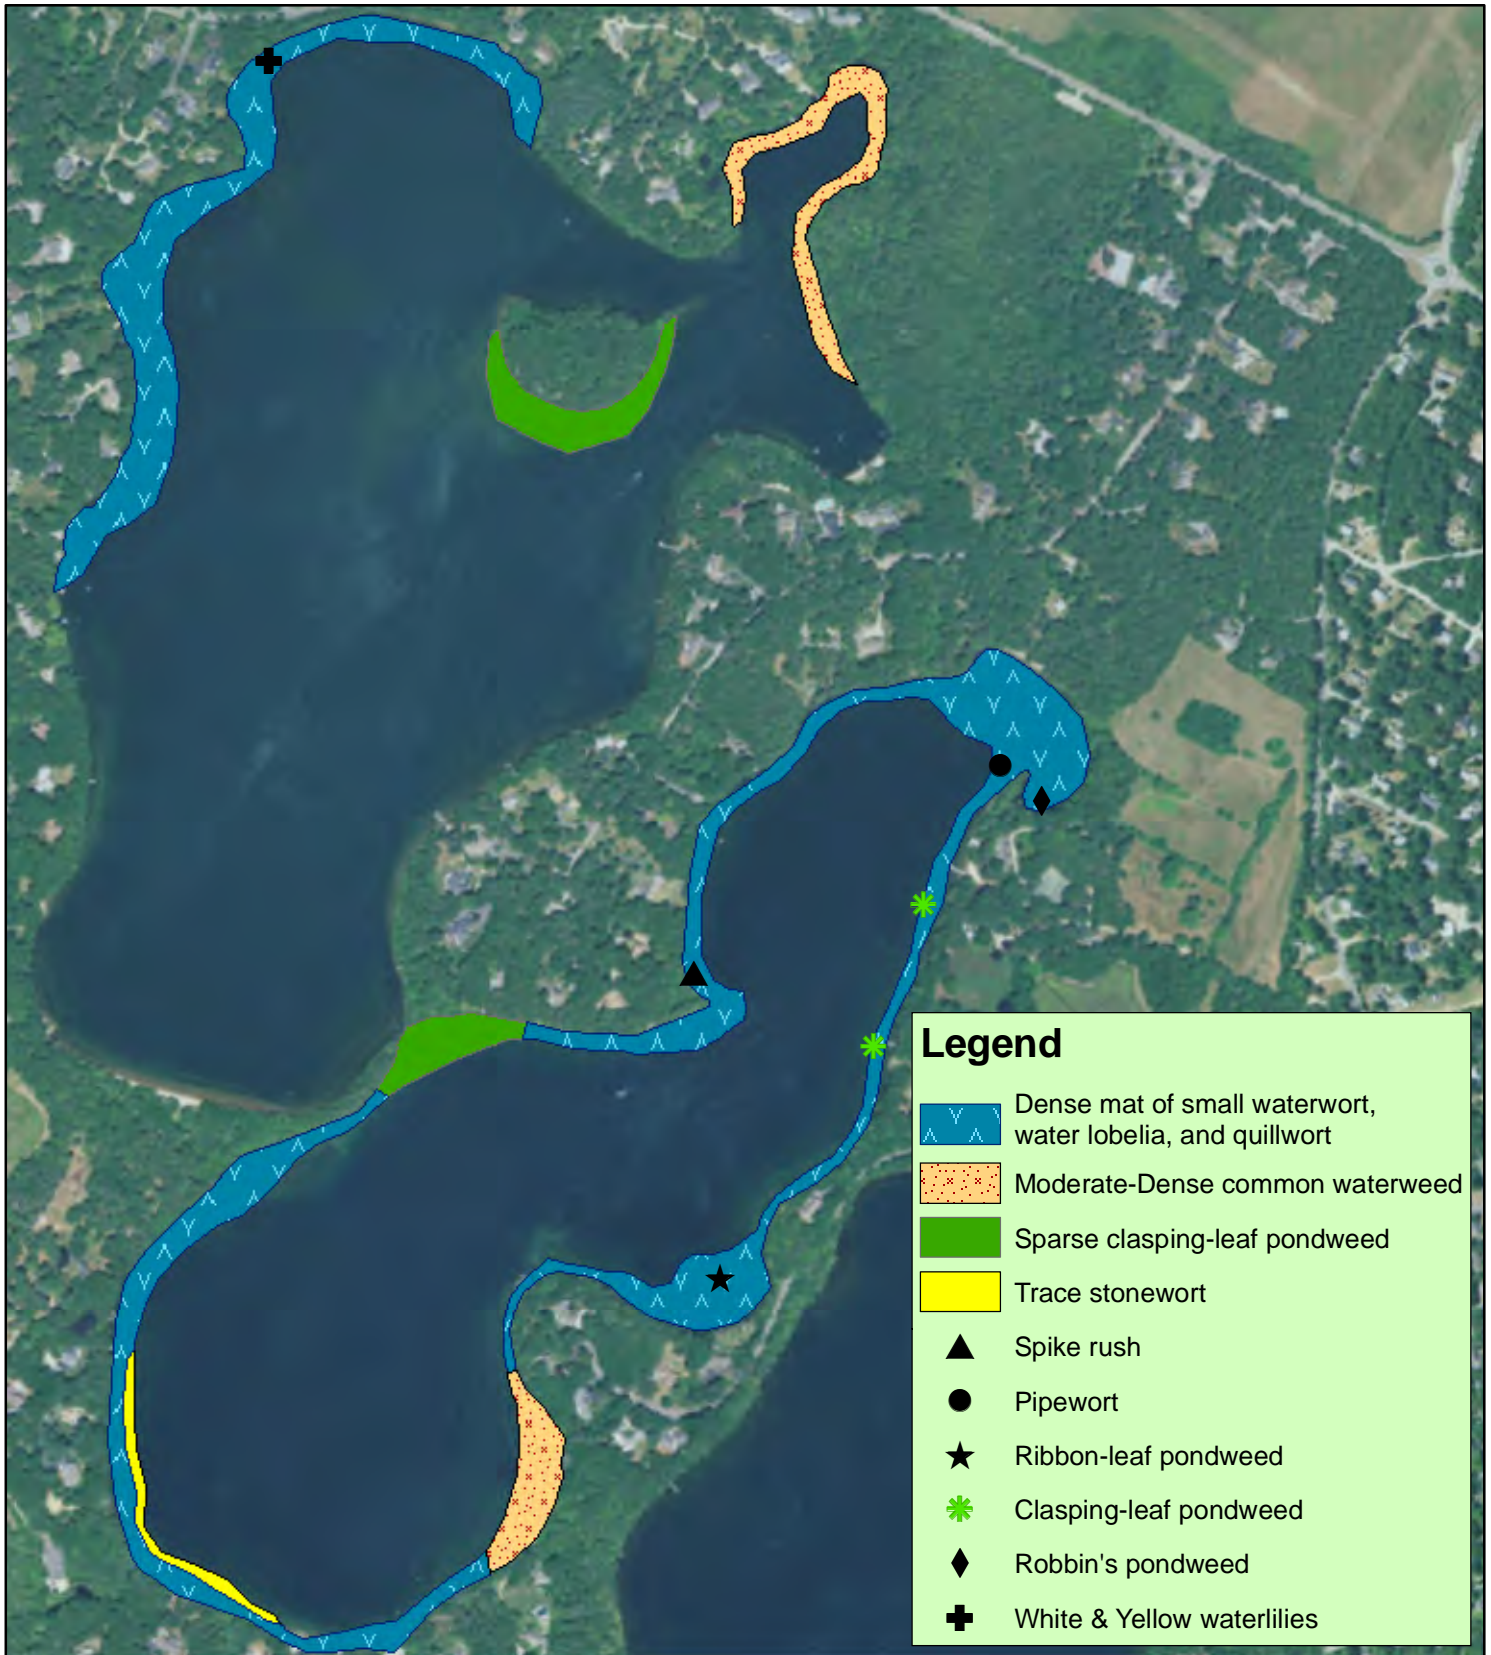 Legend
Dense mat of small waterwort,
water lobelia, and quillwort
Moderate-Dense common waterweed
Sparse clasping-leaf pondweed
Trace stonewort
Spike rush
Pipewort
Ribbon-leaf pondweed
Clasping-leaf pondweed
Robbin's pondweed
White & Yellow waterlilies